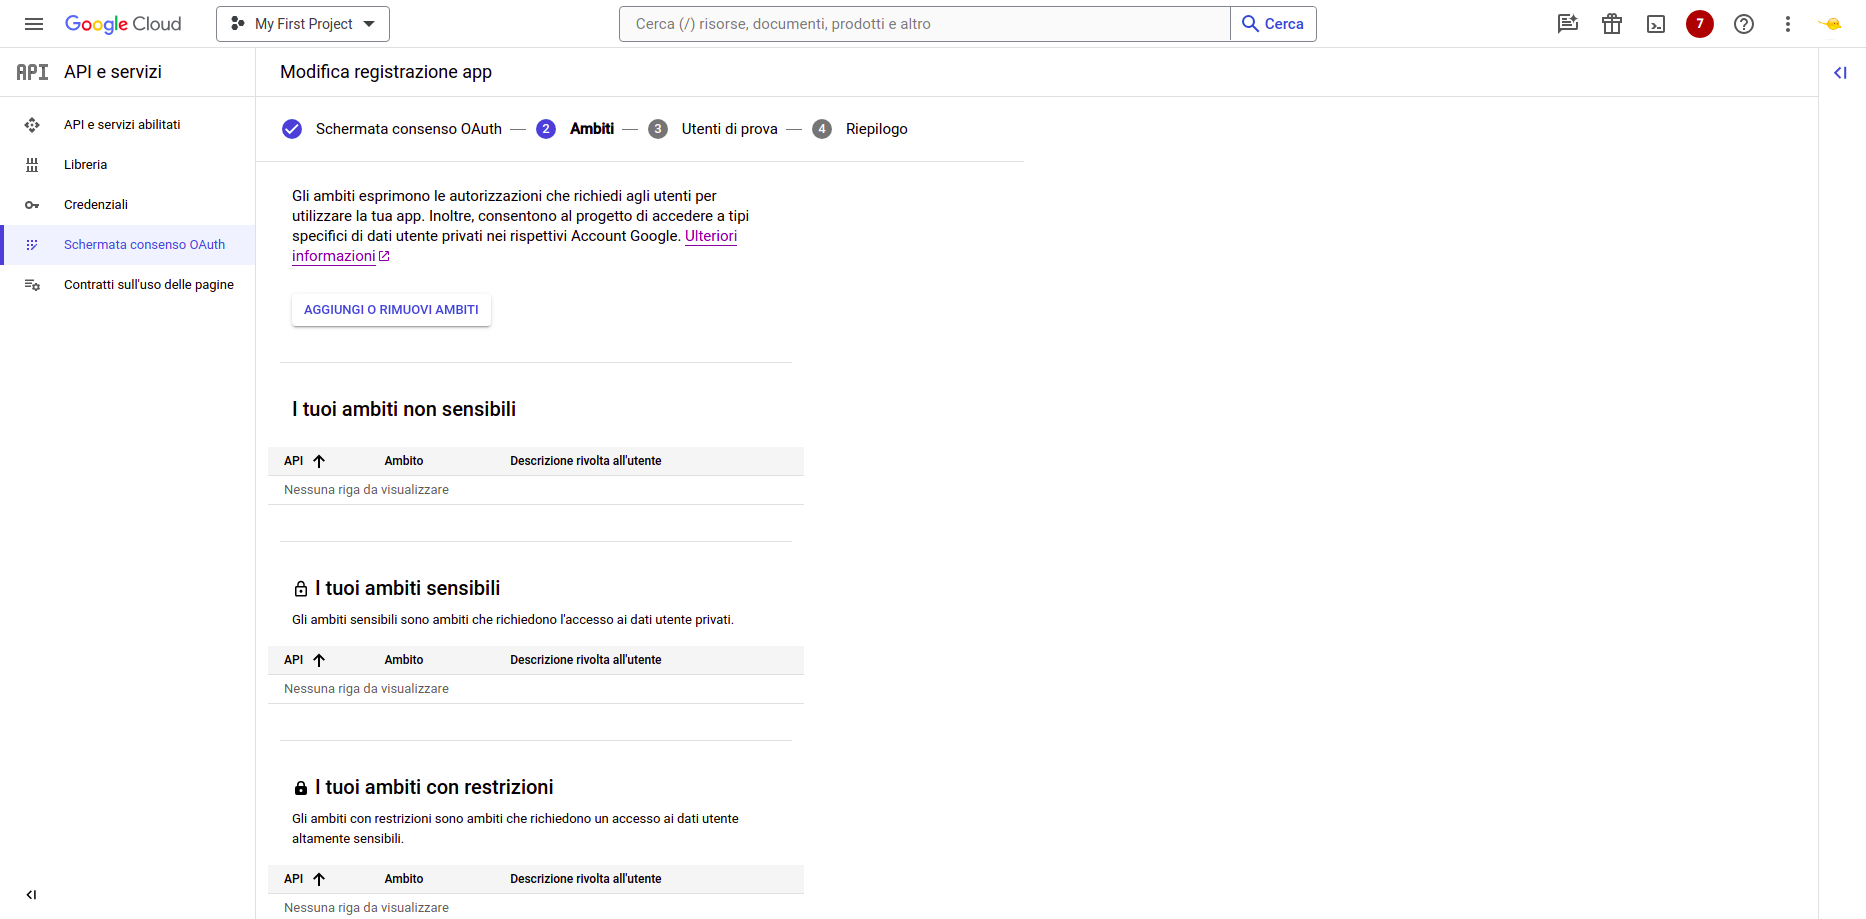 Google Cloud
My First Project
Cerca (/) risorse, documenti, prodotti e altro
Cerca
7
API
API e servizi
Modifica registrazione app
API e servizi abilitati
Libreria
Credenziali
Schermata consenso OAuth
Contratti sull'uso delle pagine
Schermata consenso OAuth
2 Ambiti
3 Utenti di prova
4 Riepilogo
Gli ambiti esprimono le autorizzazioni che richiedi agli utenti per
utilizzare la tua app. Inoltre, consentono al progetto di accedere a tipi
specifici di dati utente privati nei rispettivi Account Google. Ulteriori
informazioni
AGGIUNGI O RIMUOVI AMBITI
I tuoi ambiti non sensibili
API Ambito Descrizione rivolta all'utente
Nessuna riga da visualizzare
I tuoi ambiti sensibili
Gli ambiti sensibili sono ambiti che richiedono l'accesso ai dati utente privati.
API Ambito Descrizione rivolta all'utente
Nessuna riga da visualizzare
I tuoi ambiti con restrizioni
Gli ambiti con restrizioni sono ambiti che richiedono un accesso ai dati utente
altamente sensibili.
API Ambito Descrizione rivolta all'utente
Nessuna riga da visualizzare